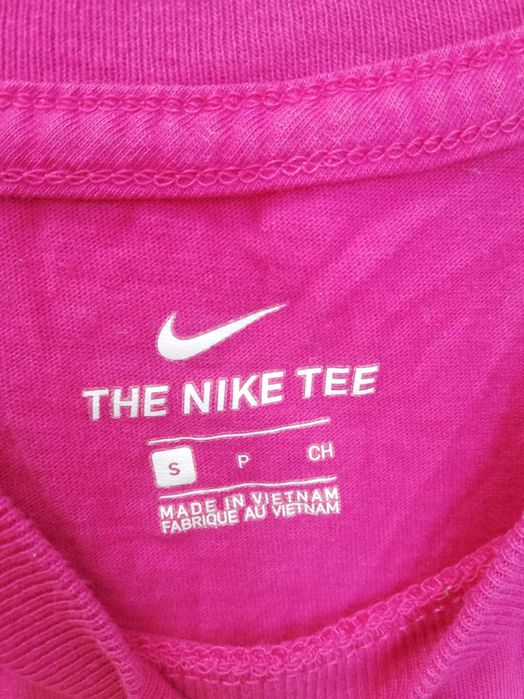 THE NIKE TEE
S P CH
MADE IN VIETNAM
FABRIQUE AU VIETNAM